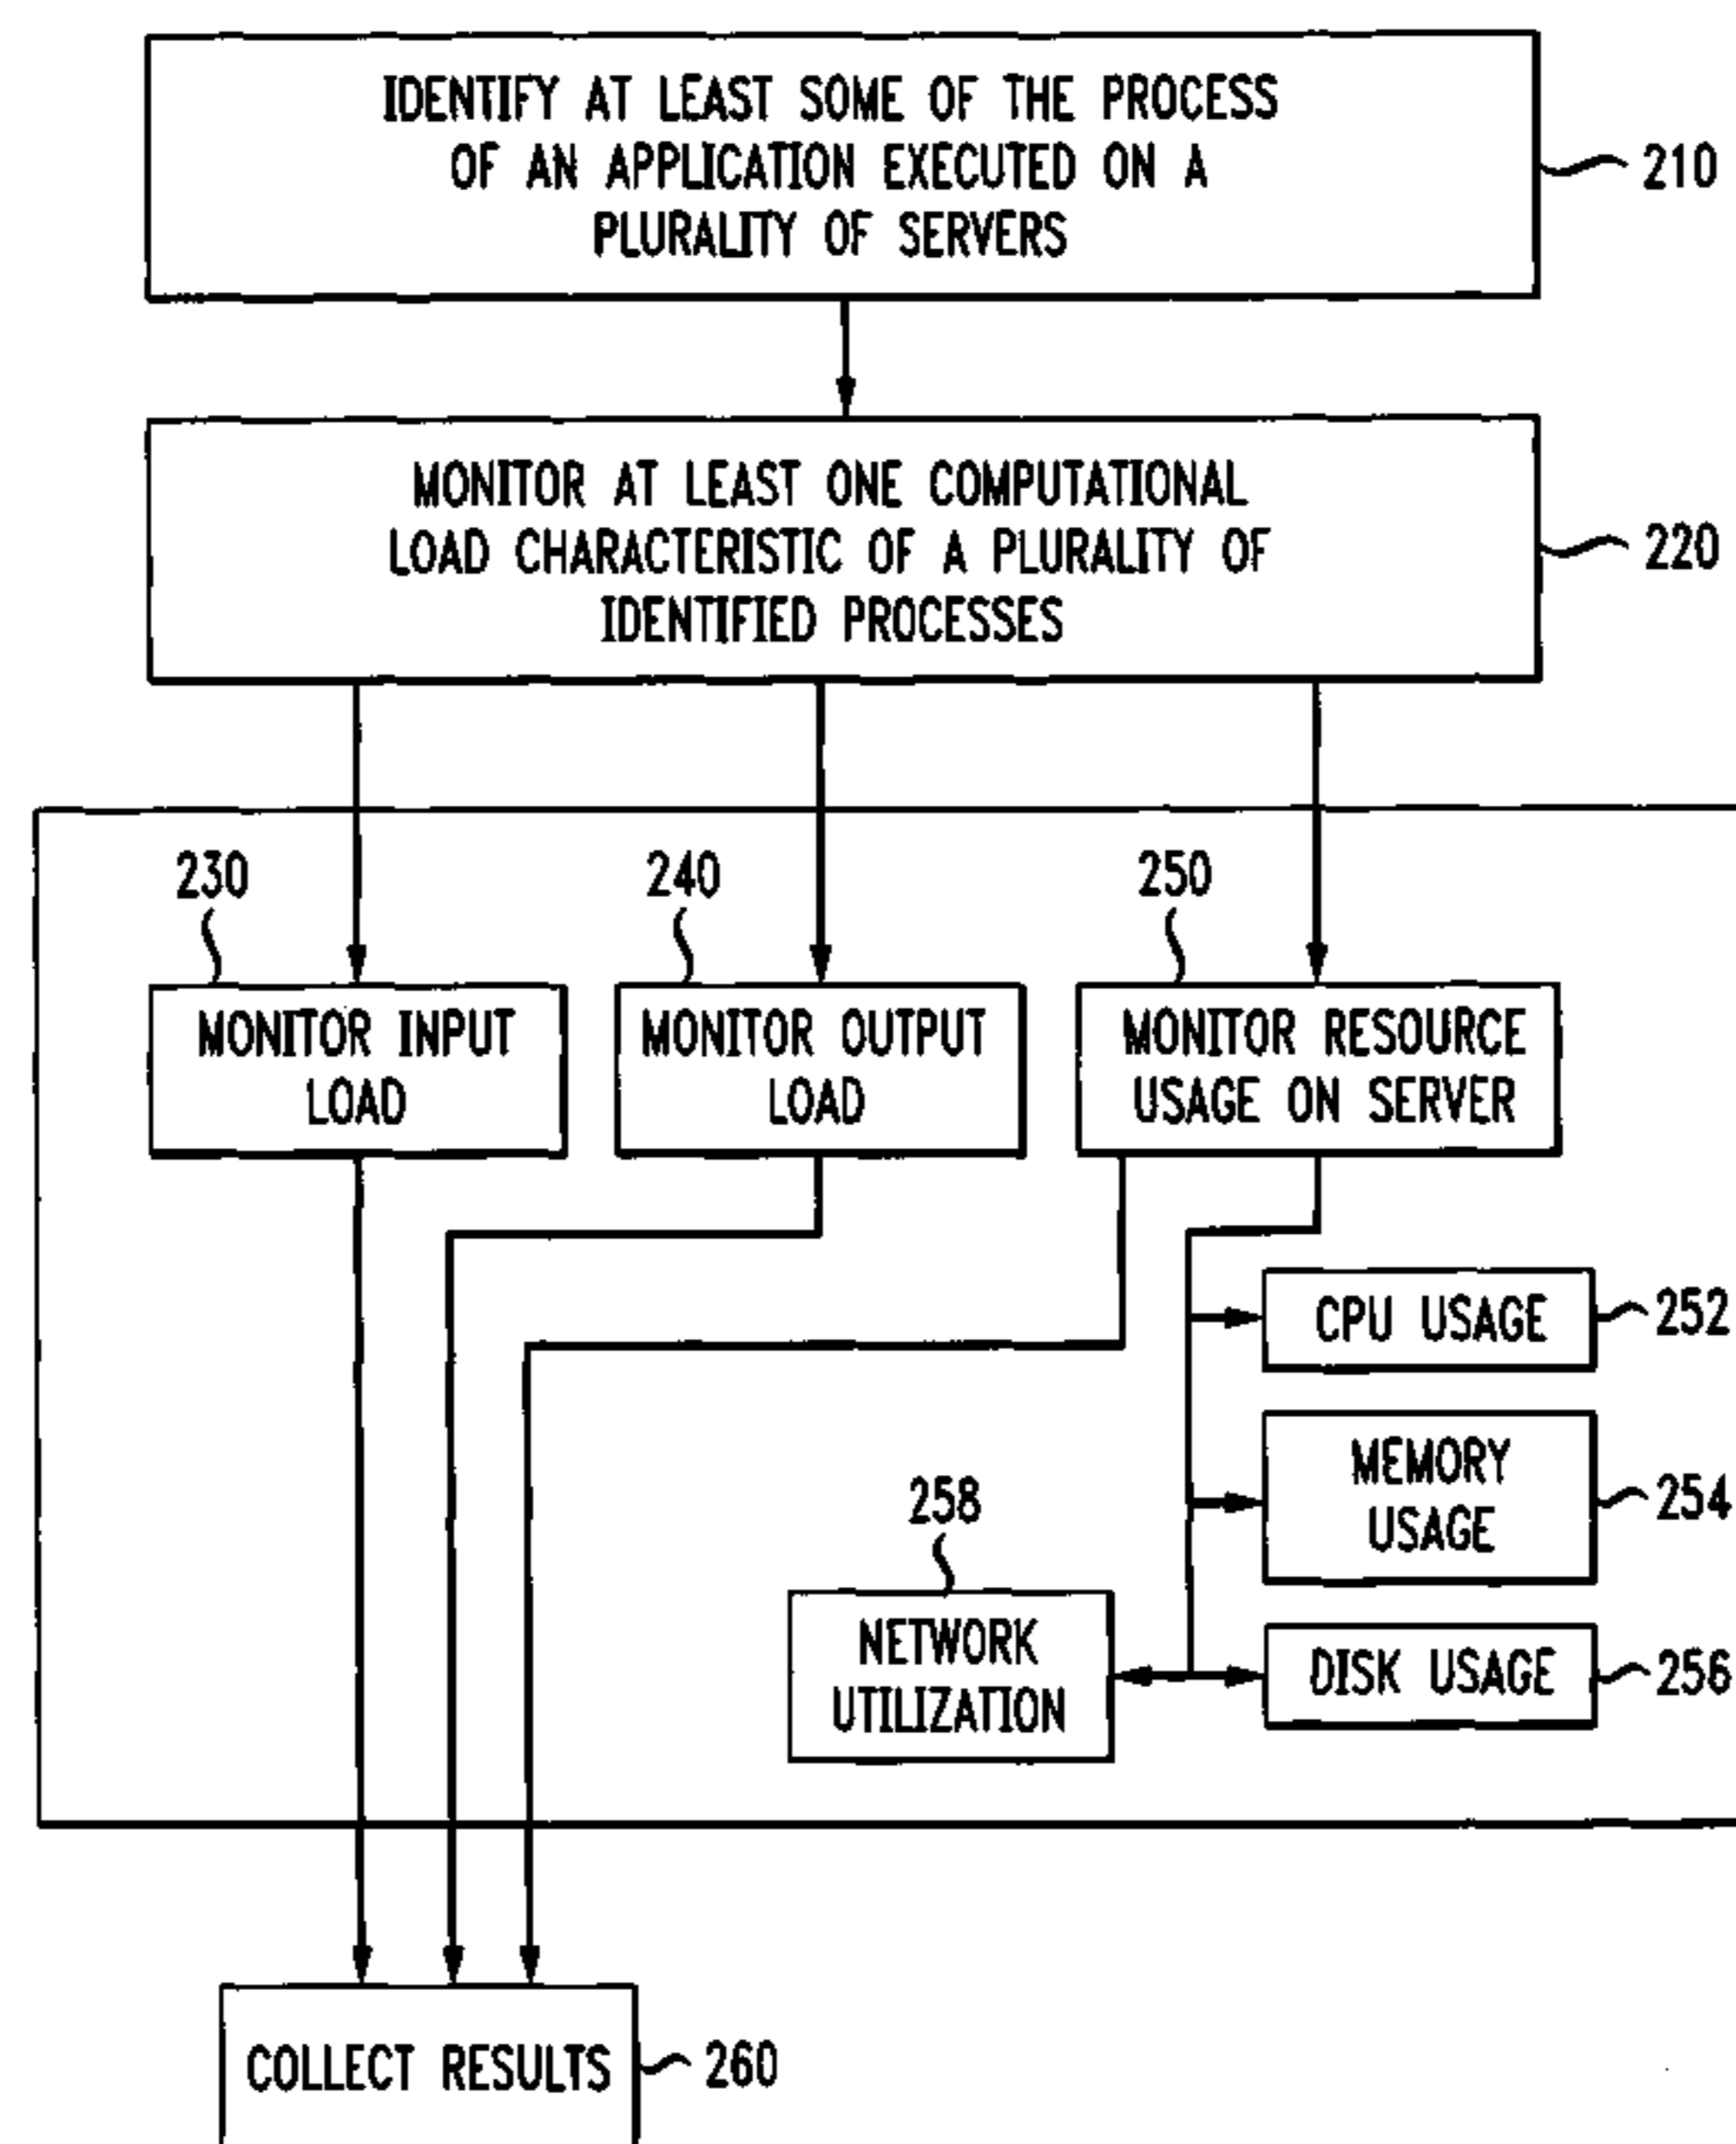 IDENTIFY AT LEAST SOME OF THE PROCESS
OF AN APPLICATION EXECUTED ON A
PLURALITY OF SERVERS
210
MONITOR AT LEAST ONE COMPUTATIONAL
LOAD CHARACTERISTIC OF A PLURALITY OF
IDENTIFIED PROCESSES
220
230
240
250
MONITOR INPUT
LOAD
MONITOR OUTPUT
LOAD
MONITOR RESOURCE
USAGE ON SERVER
CPU USAGE
252
MEMORY
USAGE
254
258
NETWORK
UTILIZATION
DISK USAGE
256
COLLECT RESULTS
260